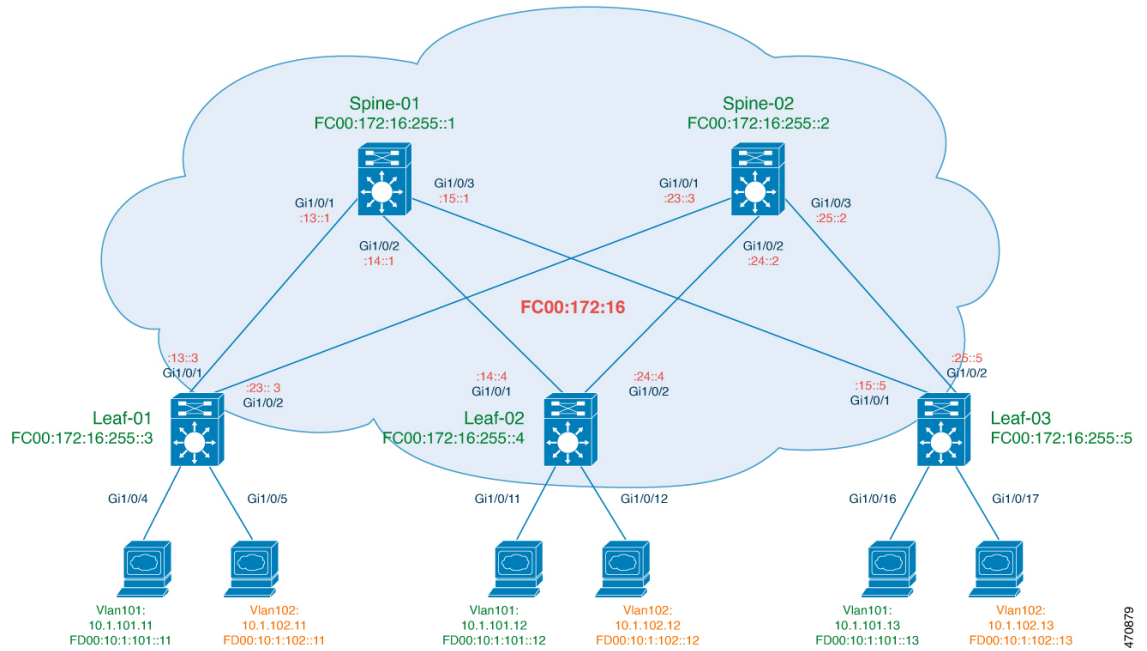 Spine-01
FC00:172:16:255::1
Spine-02
FC00:172:16:255::2
Gi1/0/1
:13::1
Gi1/0/3
:15::1
Gi1/0/2
:14::1
Gi1/0/1
:23::3
Gi1/0/3
:25::2
Gi1/0/2
:24::2
FC00:172:16
:13::3
Gi1/0/1
:23:: 3
Gi1/0/2
:14::4
Gi1/0/1
:24::4
Gi1/0/2
:15::5
Gi1/0/1
:25::5
Gi1/0/2
Leaf-01
FC00:172:16:255::3
Leaf-02
FC00:172:16:255::4
Leaf-03
FC00:172:16:255::5
Gi1/0/4
Gi1/0/5
Gi1/0/11
Gi1/0/12
Gi1/0/16
Gi1/0/17
Vlan101:
10.1.101.11
FD00:10:1:101::11
Vlan102:
10.1.102.11
FD00:10:1:102::11
Vlan101:
10.1.101.12
FD00:10:1:101::12
Vlan102:
10.1.102.12
FD00:10:1:102::12
Vlan101:
10.1.101.13
FD00:10:1:101::13
Vlan102:
10.1.102.13
FD00:10:1:102::13
470879